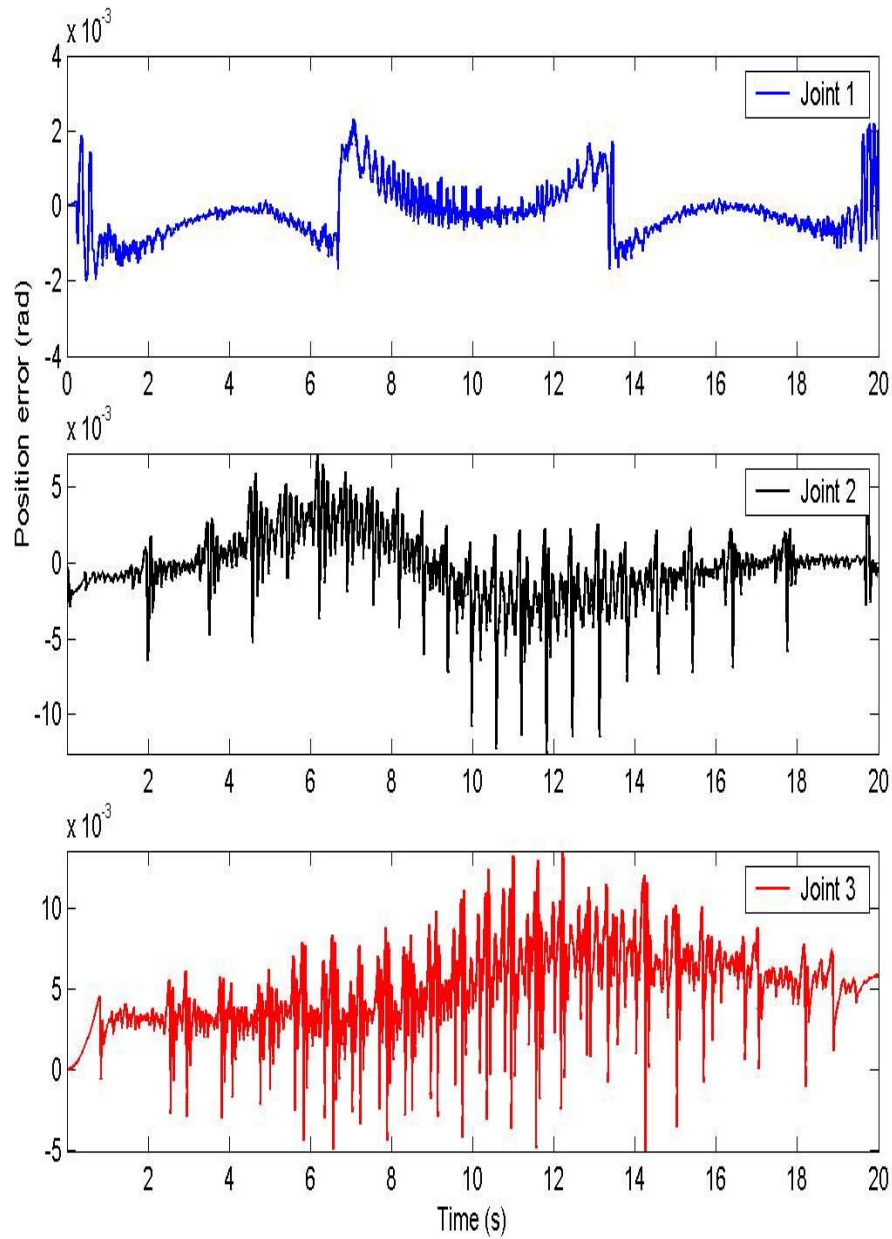 x 10-3
4
2
0
-2
-4
Joint 1
0 2 4 6 8 10 12 14 16 18 20
Position error (rad)
x 10-3
5
0
-5
-10
Joint 2
2 4 6 8 10 12 14 16 18 20
x 10-3
10
5
0
-5
Joint 3
2 4 6 8 10 12 14 16 18 20
Time (s)